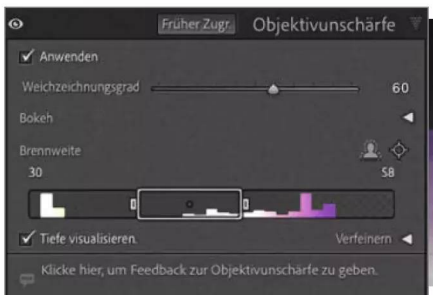 Früher Zugr. Objektivunschärfe
Anwenden
Weichzeichnungsgrad 60
Bokeh
Brennweite
30 58
Tiefe visualisieren. Verfeinern
Klicke hier, um Feedback zur Objektivunschärfe zu geben.